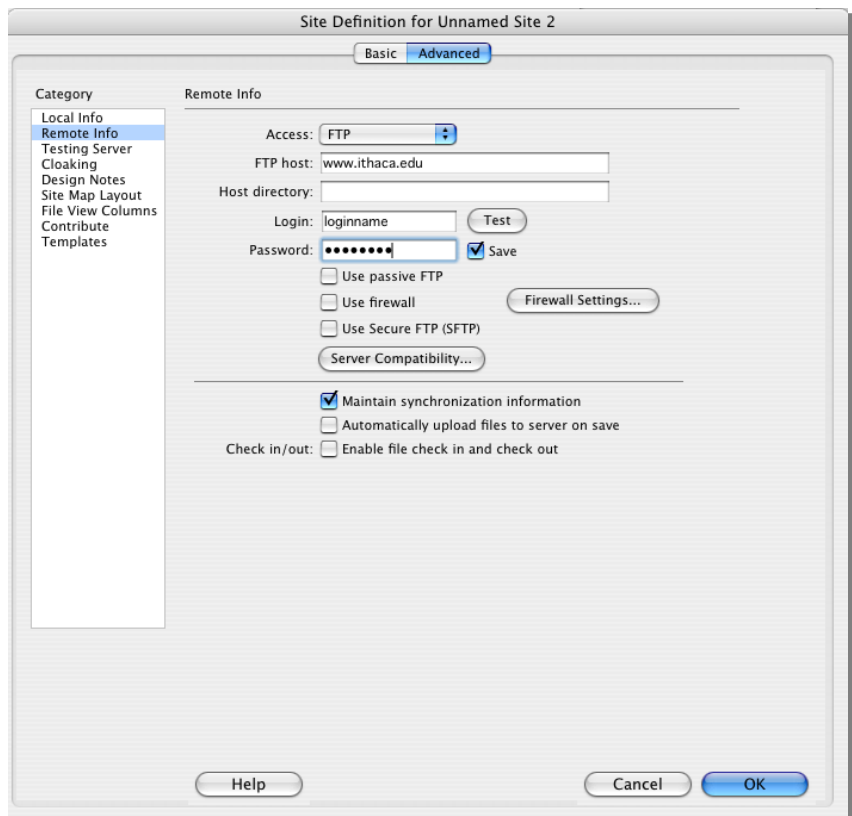 Site Definition for Unnamed Site 2
Basic Advanced
Category
Local Info
Remote Info
Testing Server
Cloaking
Design Notes
Site Map Layout
File View Columns
Contribute
Templates
Remote Info
Access: FTP
FTP host: www.ithaca.edu
Host directory:
Login: loginname Test
Password: •••••••• Save
Use passive FTP
Use firewall Firewall Settings...
Use Secure FTP (SFTP)
Server Compatibility...
Maintain synchronization information
Automatically upload files to server on save
Check in/out: Enable file check in and check out
Help Cancel OK